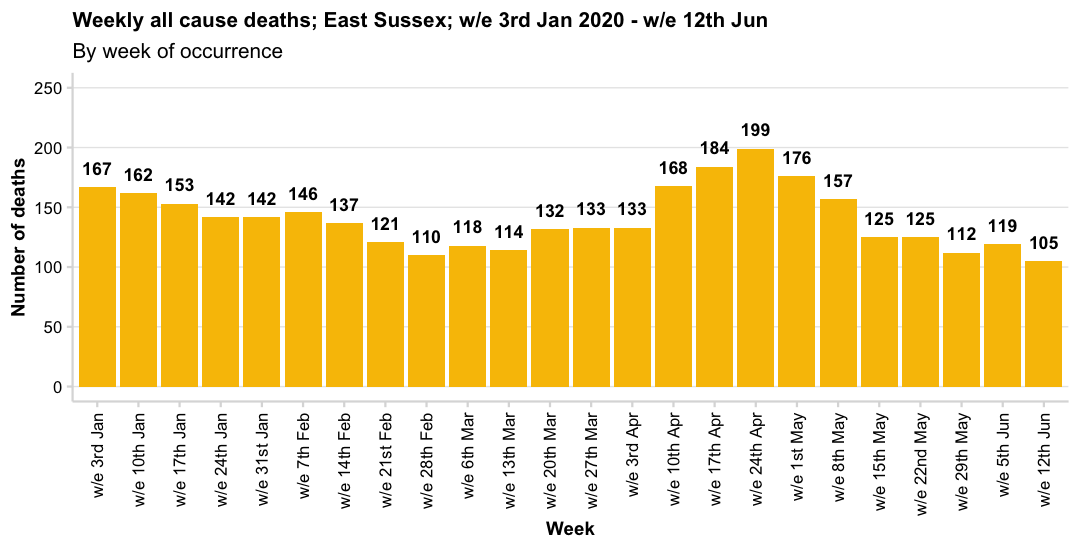 Weekly all cause deaths; East Sussex; w/e 3rd Jan 2020 - w/e 12th Jun
By week of occurrence
Number of deaths
250
200
150
100
50
0
167
162
153
142
142
146
137
121
110
118
114
132
133
133
168
184
199
176
157
125
125
112
119
105
w/e 3rd Jan
w/e 10th Jan
w/e 17th Jan
w/e 24th Jan
w/e 31st Jan
w/e 7th Feb
w/e 14th Feb
w/e 21st Feb
w/e 28th Feb
w/e 6th Mar
w/e 13th Mar
w/e 20th Mar
w/e 27th Mar
w/e 3rd Apr
w/e 10th Apr
w/e 17th Apr
w/e 24th Apr
w/e 1st May
w/e 8th May
w/e 15th May
w/e 22nd May
w/e 29th May
w/e 5th Jun
w/e 12th Jun
Week